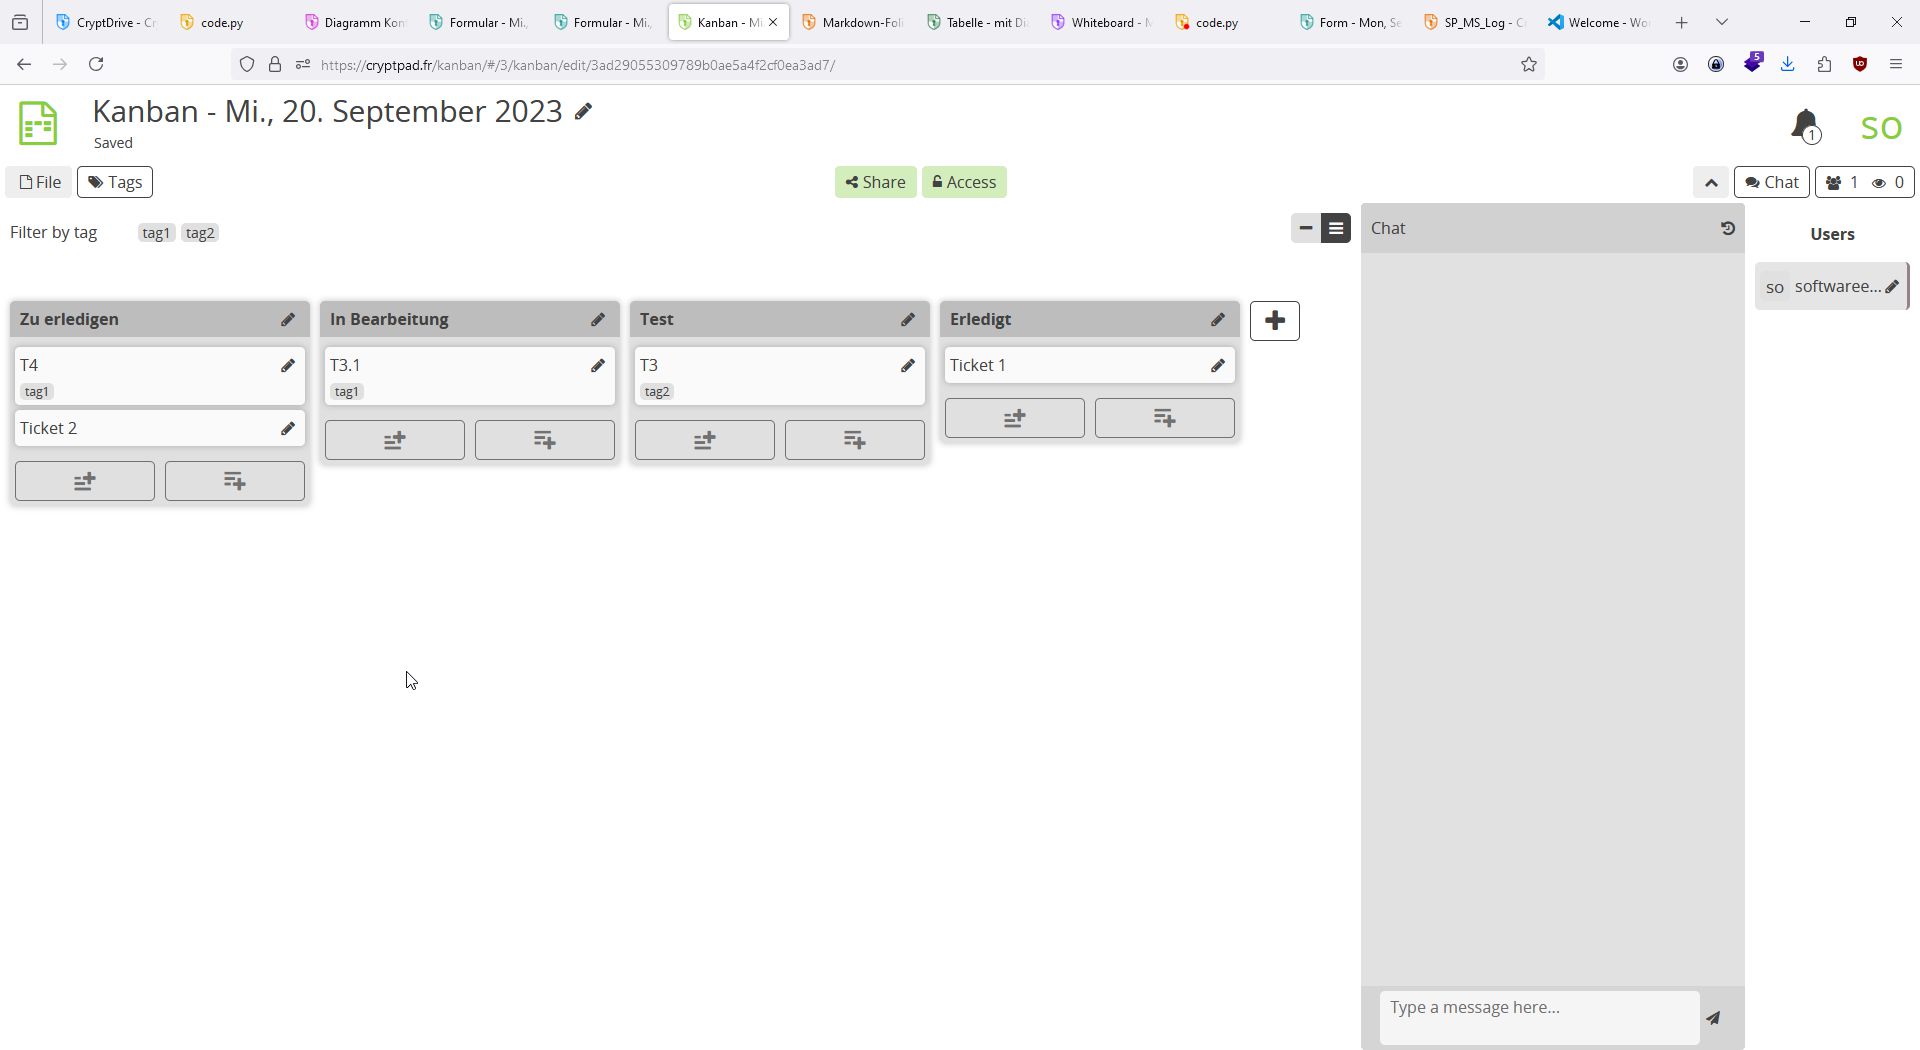 CryptDrive - Cr
code.py
Diagramm Kon
Formular - Mi.,
Formular - Mi.,
Kanban - Mi
Markdown-Foli
Tabelle - mit Di
Whiteboard - M
code.py
Form - Mon, Se
SP_MS_Log - C
Welcome - Wo
https://cryptpad.fr/kanban/#/3/kanban/edit/3ad29055309789b0ae5a4f2cf0ea3ad7/
5
Kanban - Mi., 20. September 2023
Saved
1
SO
File
Tags
Share
Access
Chat
1
0
Filter by tag
tag1
tag2
Chat
Users
so softwaree...
Zu erledigen
T4
tag1
Ticket 2
In Bearbeitung
T3.1
tag1
Test
T3
tag2
Erledigt
Ticket 1
Type a message here...